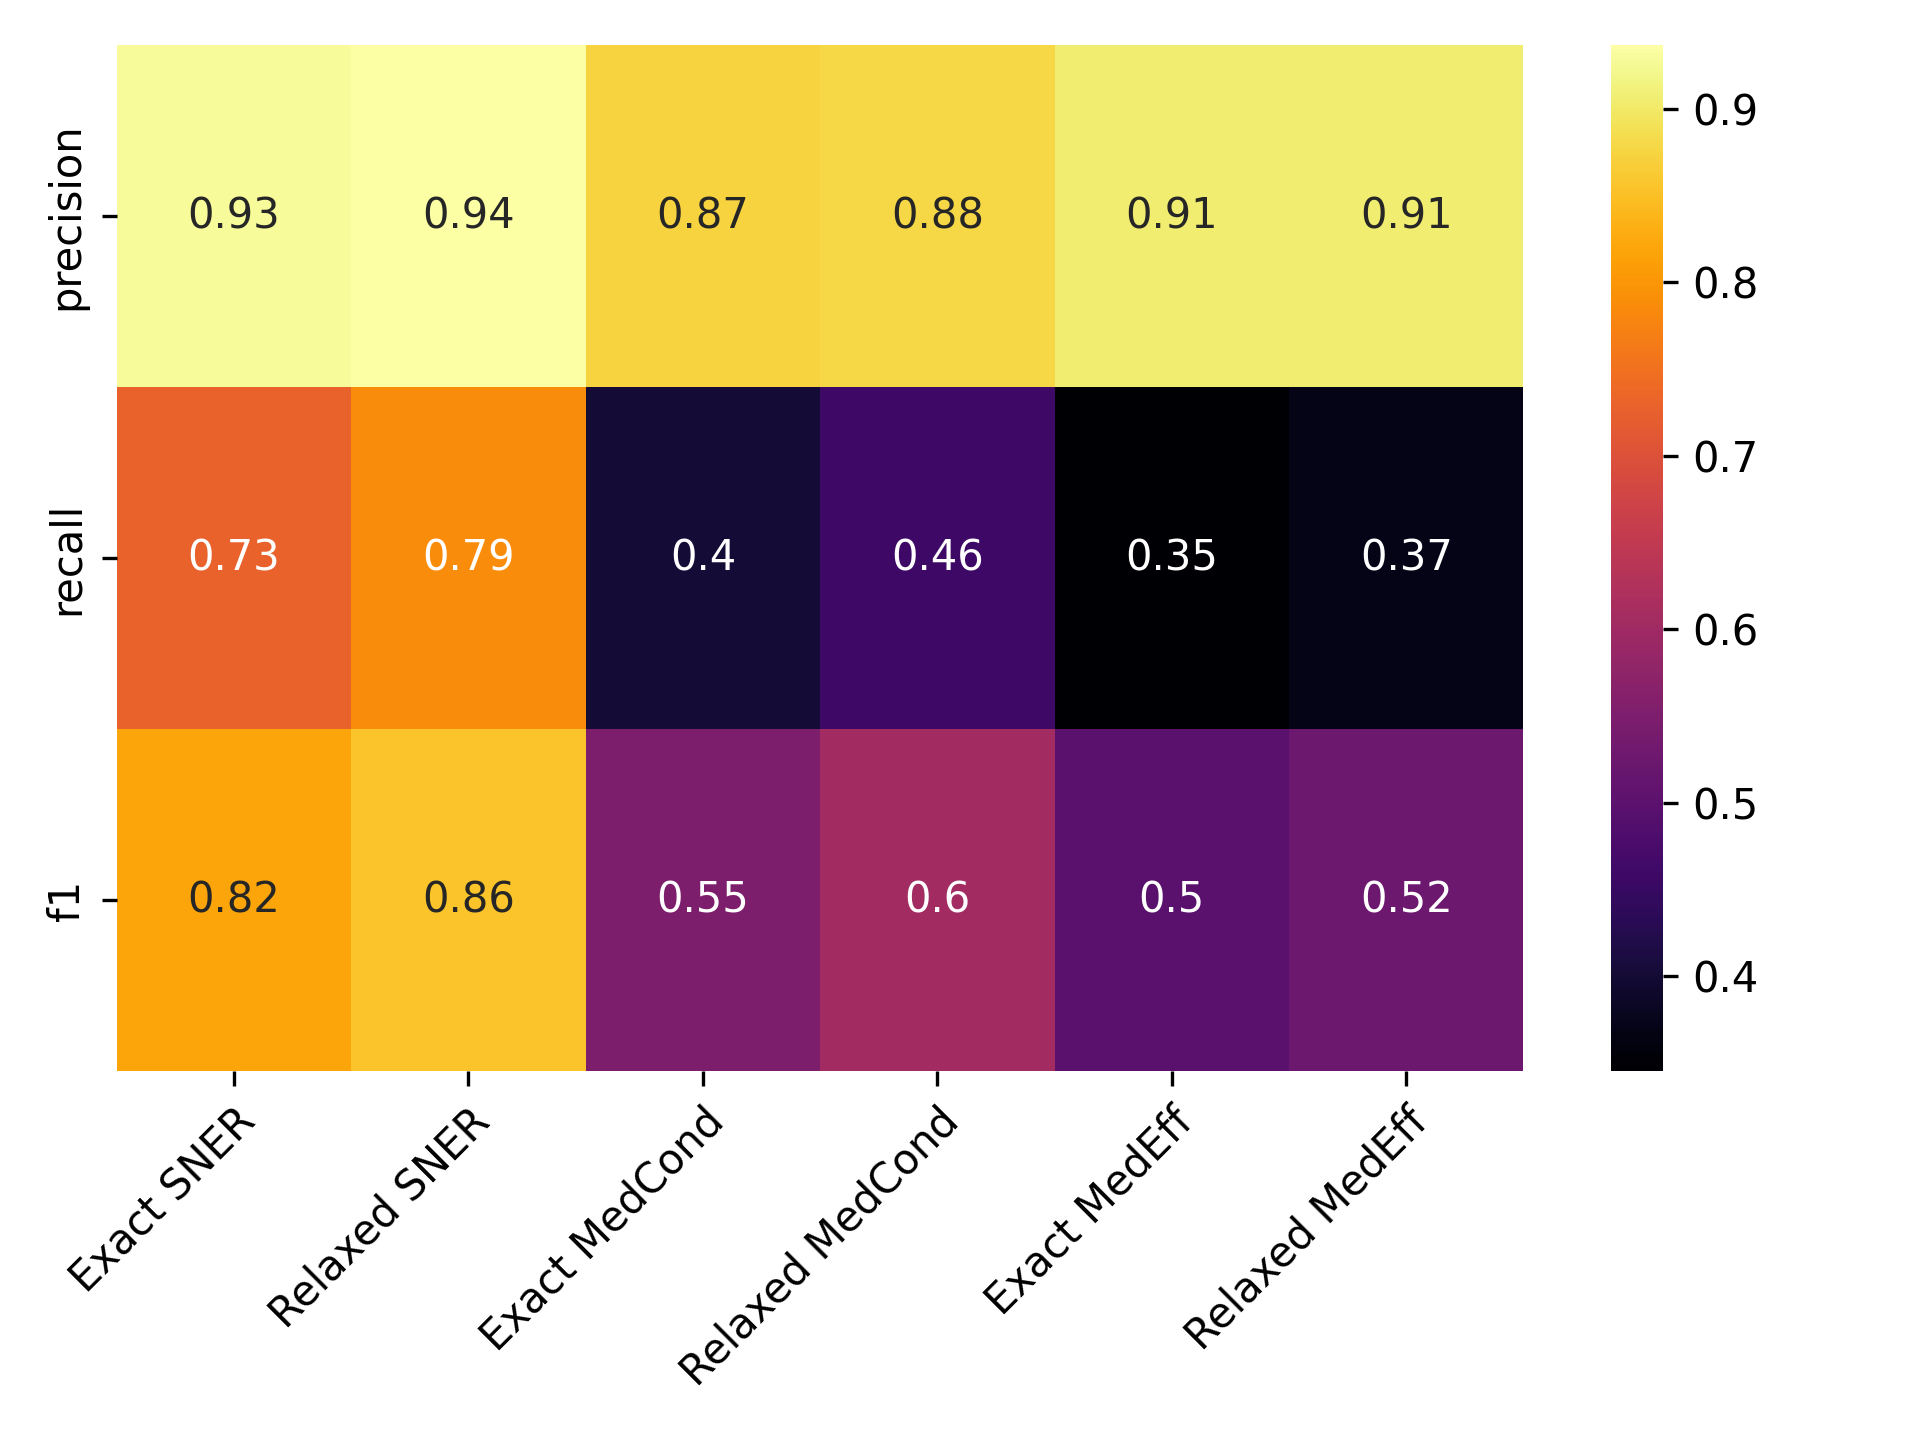 precision 0.93 0.94 0.87 0.88 0.91 0.91
recall 0.73 0.79 0.4 0.46 0.35 0.37
f1 0.82 0.86 0.55 0.6 0.5 0.52
Exact SNER
Relaxed SNER
Exact MedCond
Relaxed MedCond
Exact MedEff
Relaxed MedEff
0.9
0.8
0.7
0.6
0.5
0.4